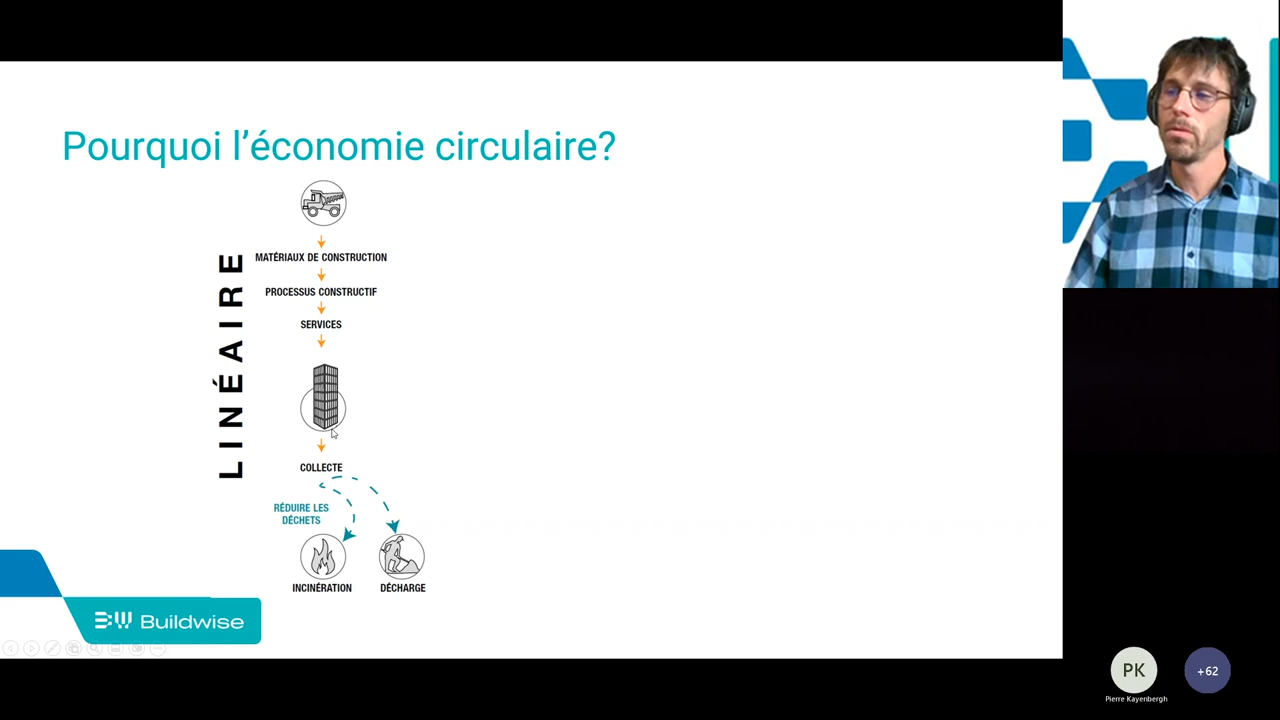 Pourquoi l’économie circulaire?
LINÉAIRE
MATÉRIAUX DE CONSTRUCTION
PROCESSUS CONSTRUCTIF
SERVICES
COLLECTE
RÉDUIRE LES
DÉCHETS
INCINÉRATION
DÉCHARGE
BW Buildwise
PK
+62
Pierre Kayenbergh